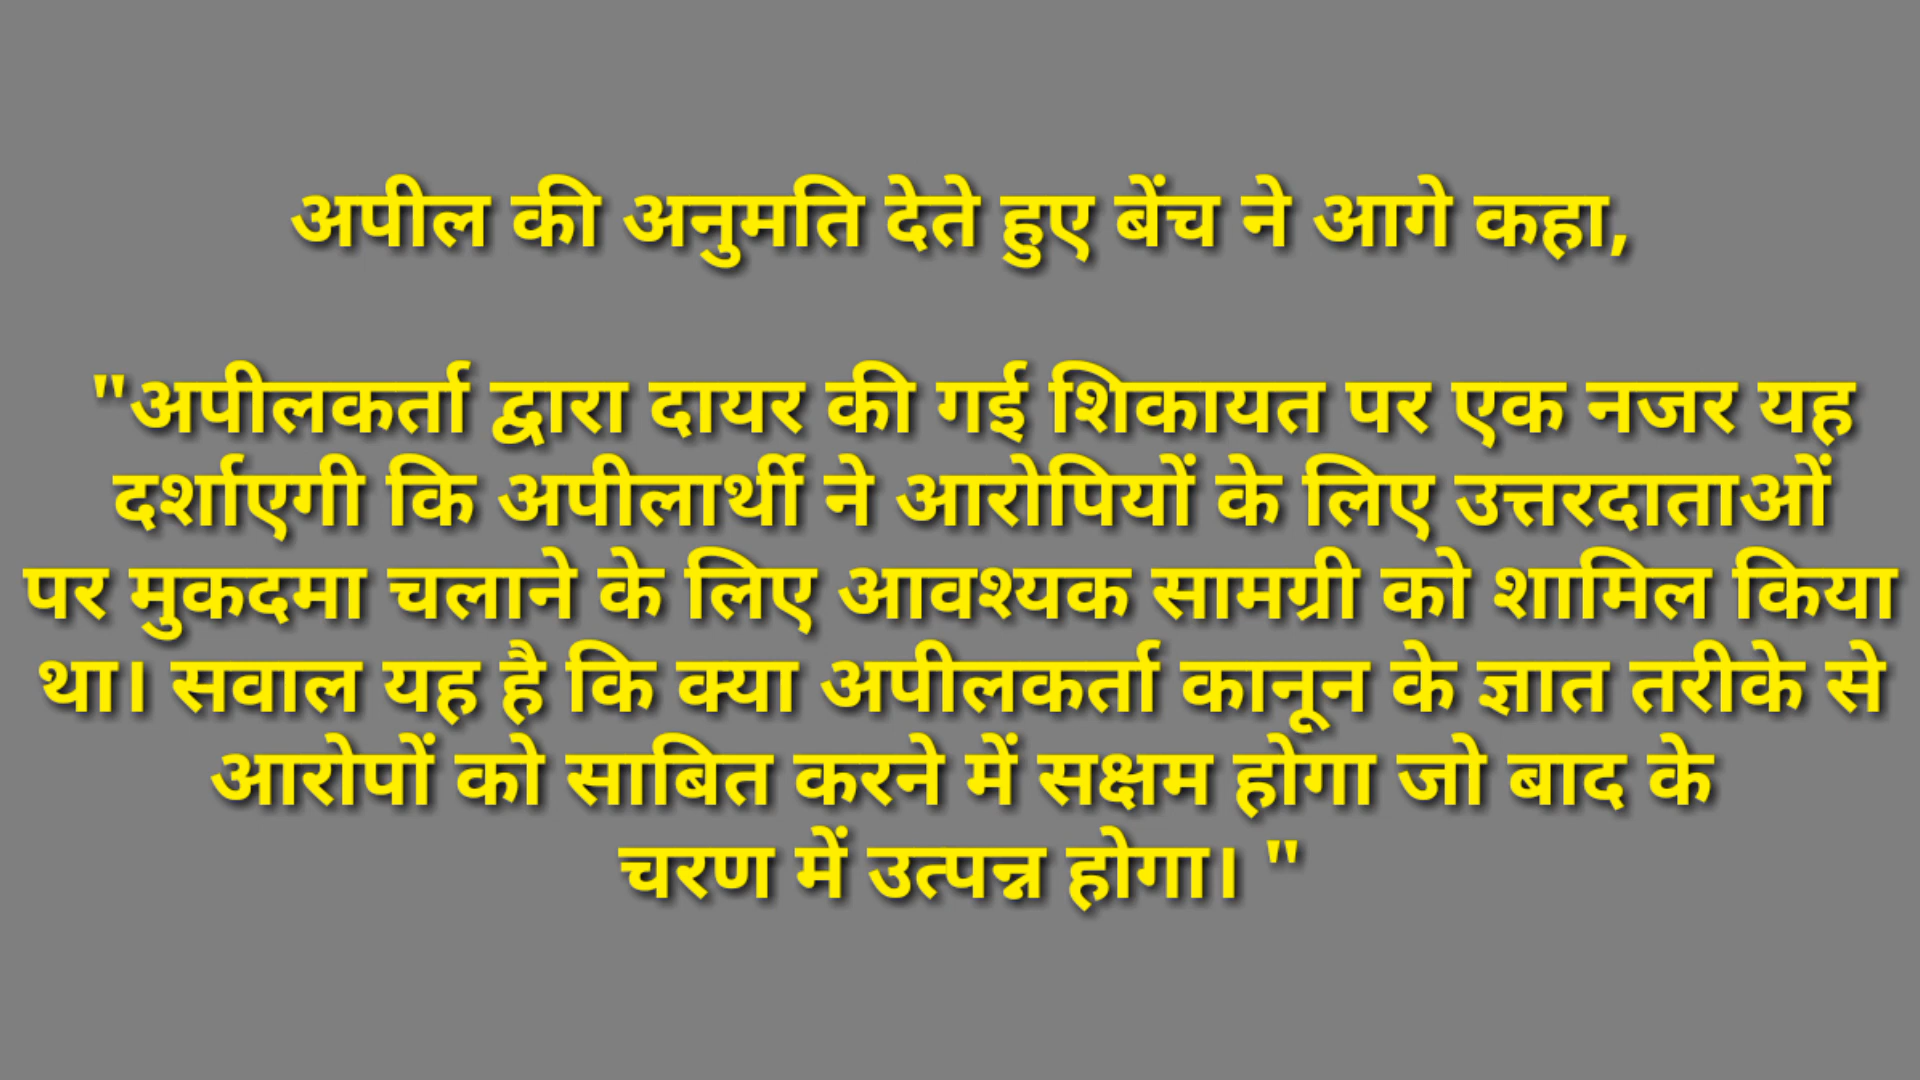 अपील की अनुमति देते हुए बेंच ने आगे कहा,
"अपीलकर्ता द्वारा दायर की गई शिकायत पर एक नजर यह
दर्शाएगी कि अपीलार्थी ने आरोपियों के लिए उत्तरदाताओं
पर मुकदमा चलाने के लिए आवश्यक सामग्री को शामिल किया
था। सवाल यह है कि क्या अपीलकर्ता कानून के ज्ञात तरीके से
आरोपों को साबित करने में सक्षम होगा जो बाद के
चरण में उत्पन्न होगा। "